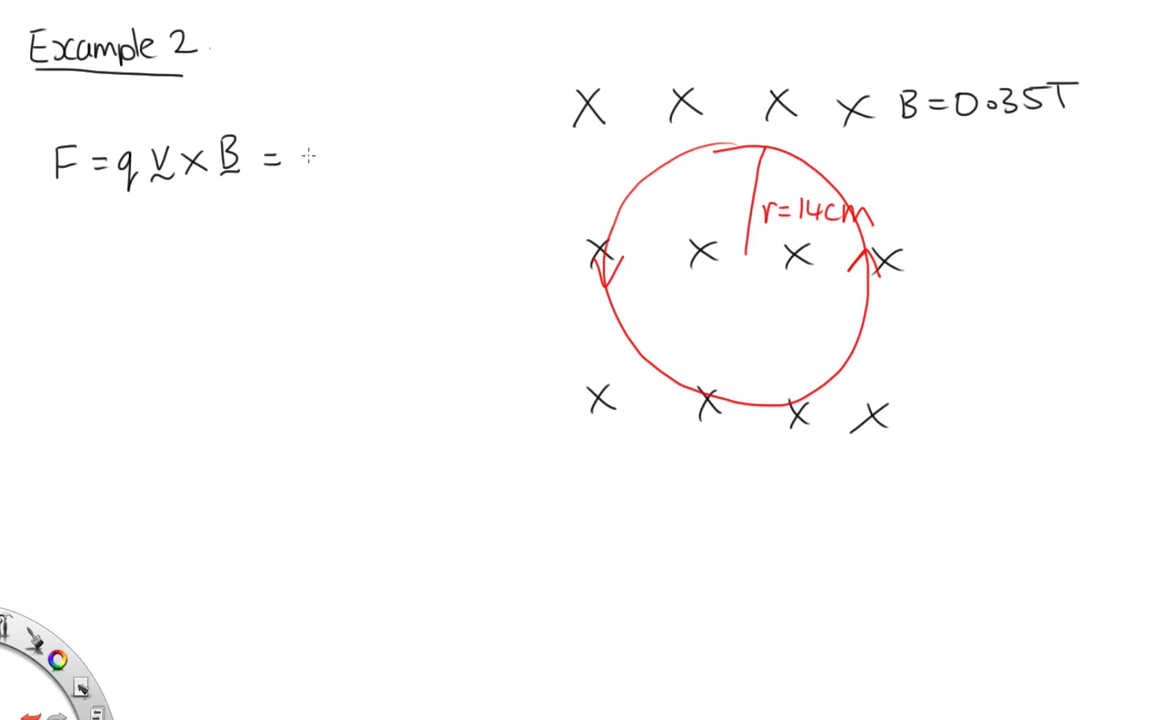 Example 2
X X X X B = 0.35T
F = q v × B =
r = 14cm
X X X X
X X X X